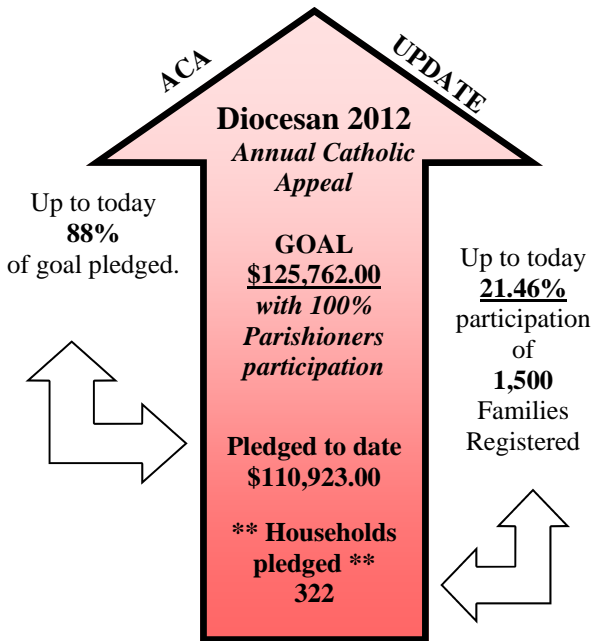 ACA
UPDATE
Diocesan 2012
Annual Catholic
Appeal
GOAL
$125,762.00
with 100%
Parishioners
participation
Pledged to date
$110,923.00
** Households
pledged **
322
Up to today
88%
of goal pledged.
Up to today
21.46%
participation
of
1,500
Families
Registered